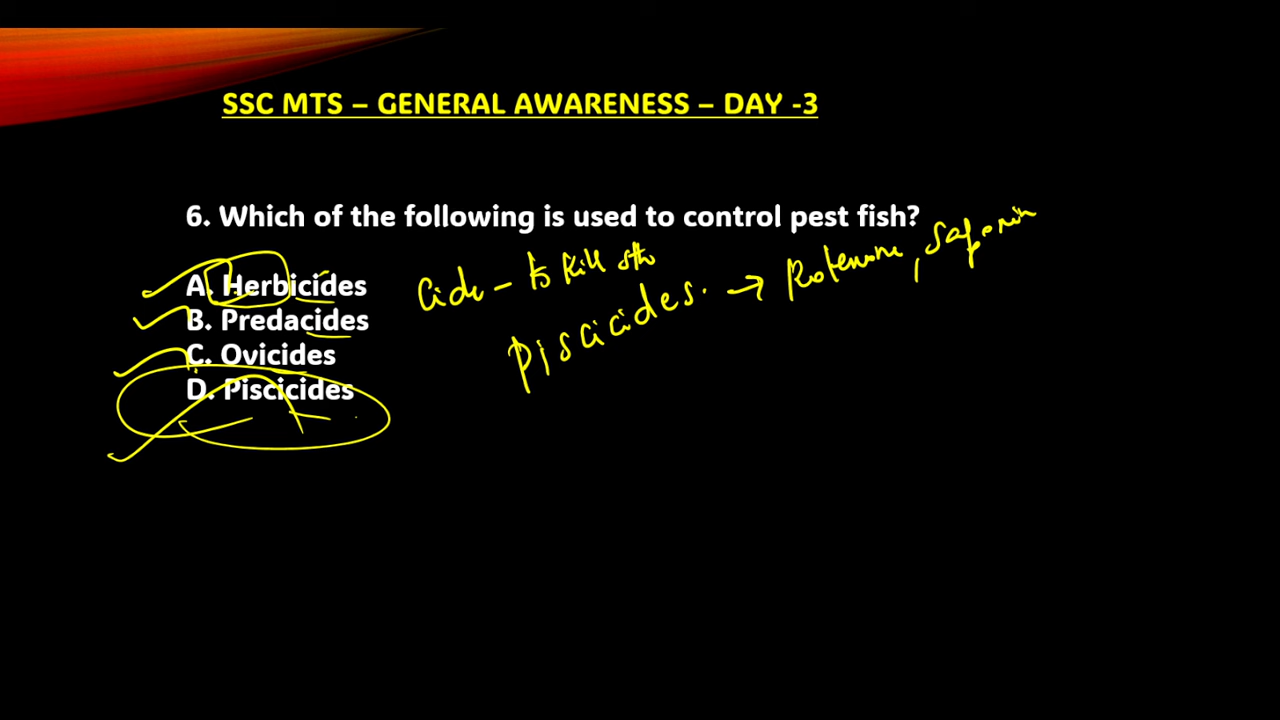 SSC MTS – GENERAL AWARENESS – DAY -3
6. Which of the following is used to control pest fish?
A. Herbicides
B. Predacides
C. Ovicides
D. Piscicides
Cide - to kill sth
Piscicides. → Rotenone, Saponin